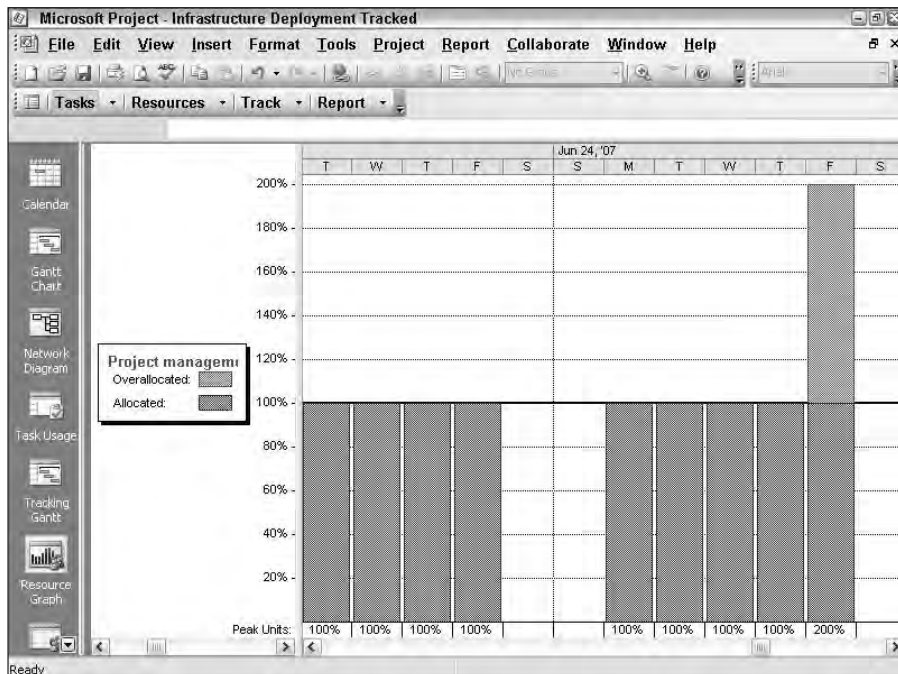 Microsoft Project - Infrastructure Deployment Tracked
File Edit View Insert Format Tools Project Report Collaborate Window Help
No Group Arial
Tasks Resources Track Report
Jun 24, '07
T W T F S S M T W T F S
Calendar
Gantt
Chart
Network
Diagram
Task Usage
Tracking
Gantt
Resource
Graph
Project managem
Overallocated:
Allocated:
200%
180%
160%
140%
120%
100%
80%
60%
40%
20%
Peak Units: 100% 100% 100% 100% 100% 100% 100% 100% 200%
Ready